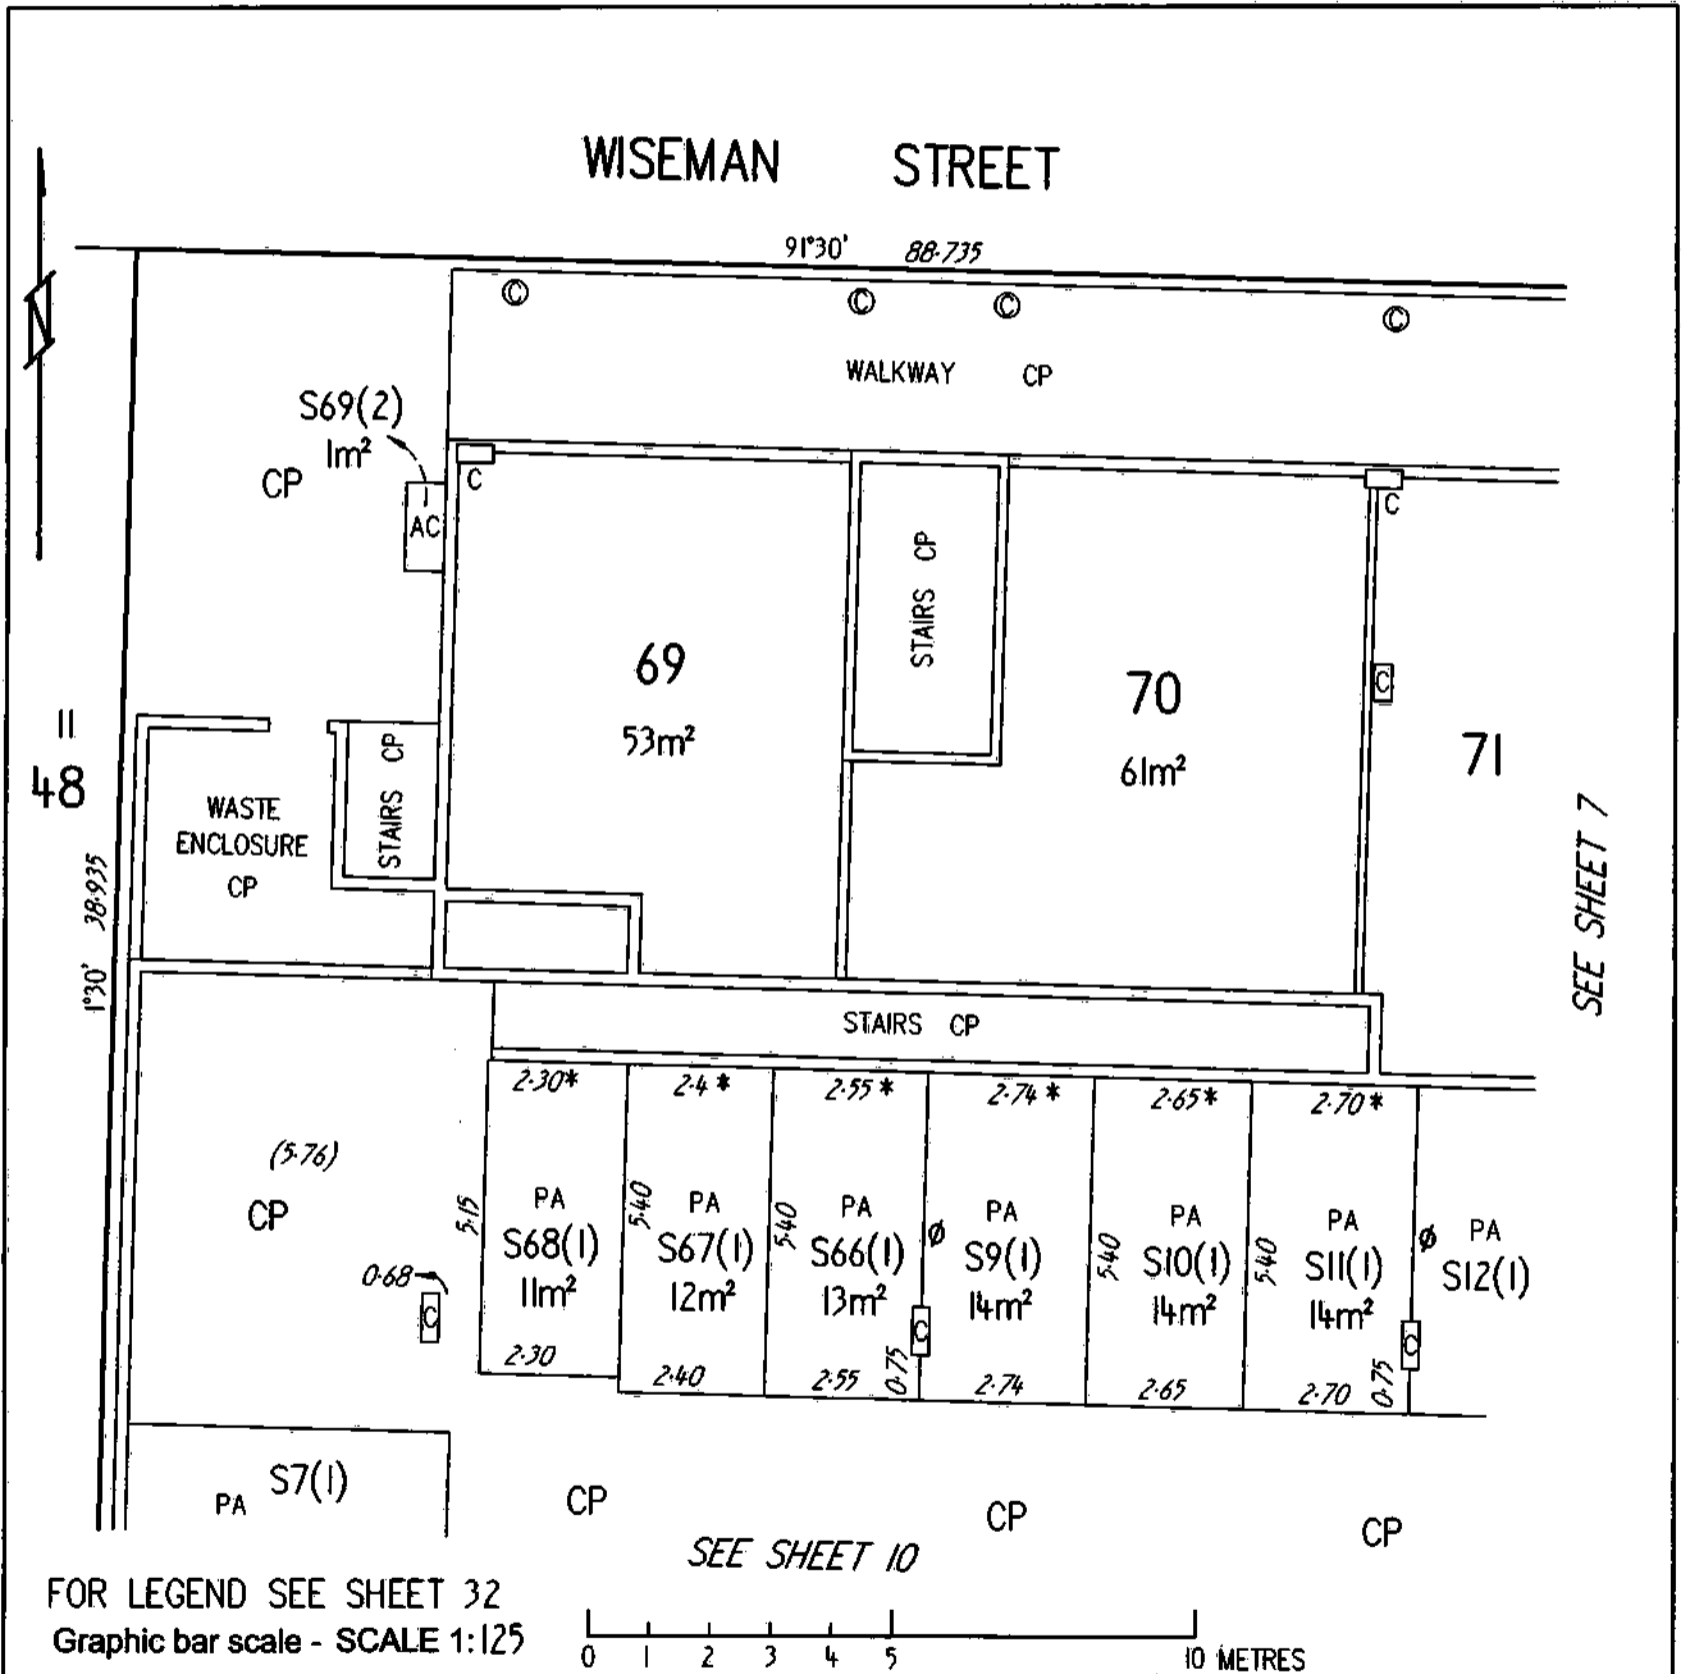 WISEMAN STREET
91°30' 88·735
Ⓒ Ⓒ Ⓒ Ⓒ
WALKWAY CP
S69(2)
1m²
CP
C
AC
C
STAIRS CP
69
53m²
70
61m²
C
71
11
48
STAIRS CP
WASTE
ENCLOSURE
CP
SEE SHEET 7
1°30' 38·935
STAIRS CP
2·30* 2·4* 2·55* 2·74* 2·65* 2·70*
(5·76)
CP
5·15
PA
S68(1)
11m²
5·40
PA
S67(1)
12m²
5·40
PA
S66(1)
13m²
Ø
PA
S9(1)
14m²
5·40
PA
S10(1)
14m²
5·40
PA
S11(1)
14m²
Ø
PA
S12(1)
0·68
C
C
C
2·30 2·40 2·55 0·75 2·74 2·65 2·70 0·75
PA S7(1)
CP CP CP
SEE SHEET 10
FOR LEGEND SEE SHEET 32
Graphic bar scale - SCALE 1:125
0 1 2 3 4 5 10 METRES
N